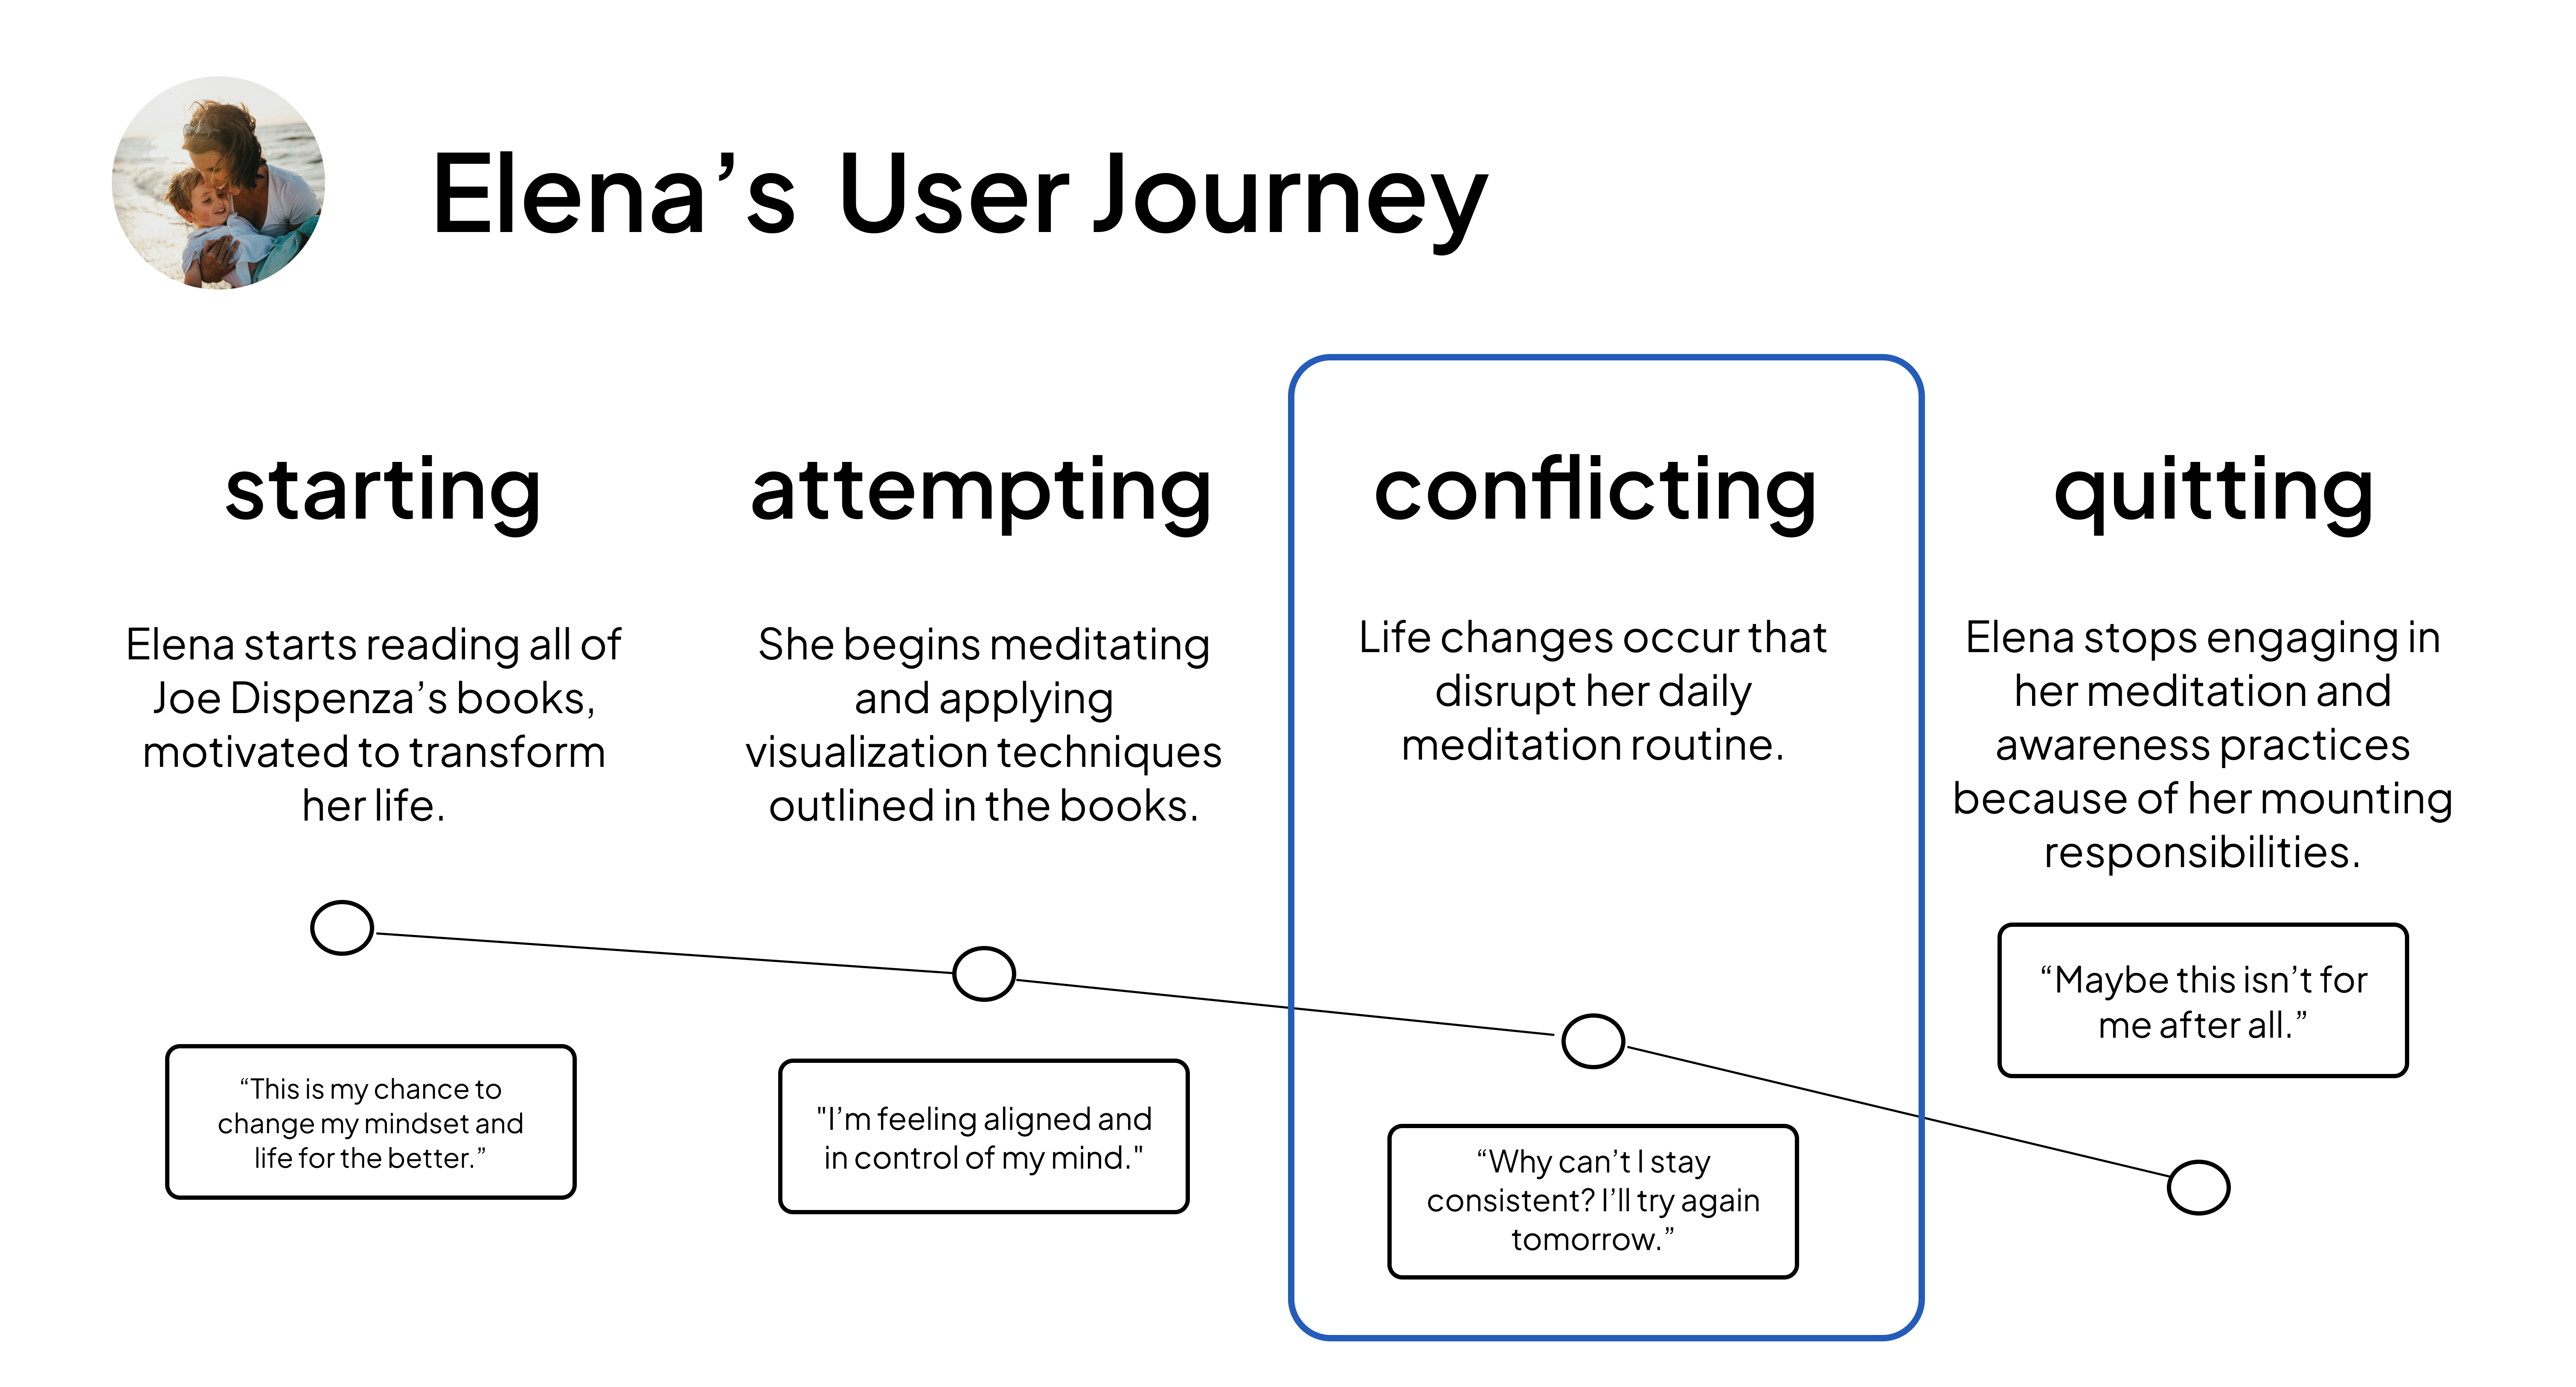 Elena’s User Journey
starting
Elena starts reading all of
Joe Dispenza’s books,
motivated to transform
her life.
“This is my chance to
change my mindset and
life for the better.”
attempting
She begins meditating
and applying
visualization techniques
outlined in the books.
"I’m feeling aligned and
in control of my mind."
conflicting
Life changes occur that
disrupt her daily
meditation routine.
“Why can’t I stay
consistent? I’ll try again
tomorrow.”
quitting
Elena stops engaging in
her meditation and
awareness practices
because of her mounting
responsibilities.
“Maybe this isn’t for
me after all.”